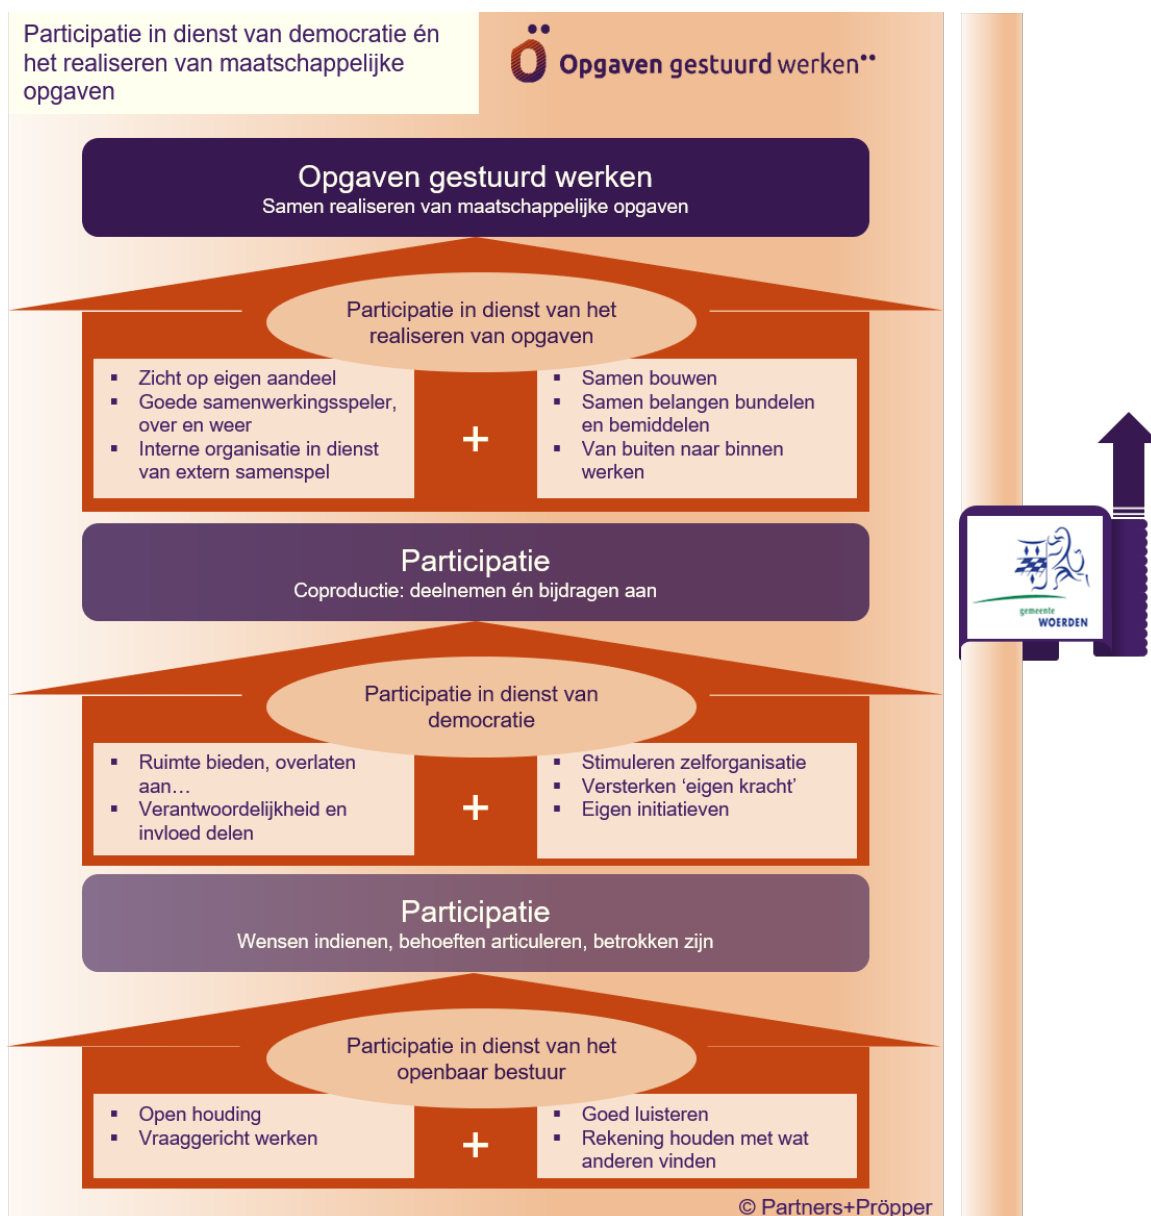 Participatie in dienst van democratie én
het realiseren van maatschappelijke
opgaven
Opgaven gestuurd werken
Opgaven gestuurd werken
Samen realiseren van maatschappelijke opgaven
Participatie in dienst van het
realiseren van opgaven
▪ Zicht op eigen aandeel
▪ Goede samenwerkingsspeler,
over en weer
▪ Interne organisatie in dienst
van extern samenspel
+
▪ Samen bouwen
▪ Samen belangen bundelen
en bemiddelen
▪ Van buiten naar binnen
werken
Participatie
Coproductie: deelnemen én bijdragen aan
Participatie in dienst van
democratie
▪ Ruimte bieden, overlaten
aan…
▪ Verantwoordelijkheid en
invloed delen
+
▪ Stimuleren zelforganisatie
▪ Versterken ‘eigen kracht’
▪ Eigen initiatieven
Participatie
Wensen indienen, behoeften articuleren, betrokken zijn
Participatie in dienst van het
openbaar bestuur
▪ Open houding
▪ Vraaggericht werken
+
▪ Goed luisteren
▪ Rekening houden met wat
anderen vinden
© Partners+Pröpper
gemeente
WOERDEN